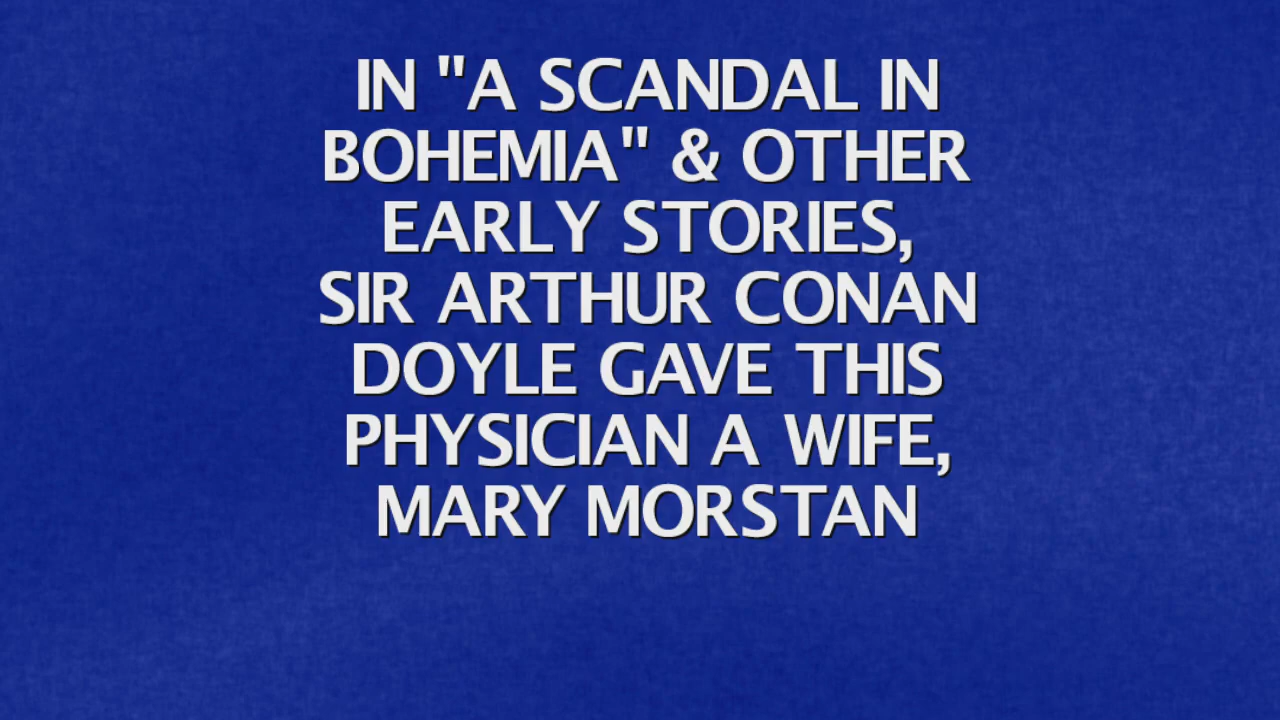 IN "A SCANDAL IN
BOHEMIA" & OTHER
EARLY STORIES,
SIR ARTHUR CONAN
DOYLE GAVE THIS
PHYSICIAN A WIFE,
MARY MORSTAN